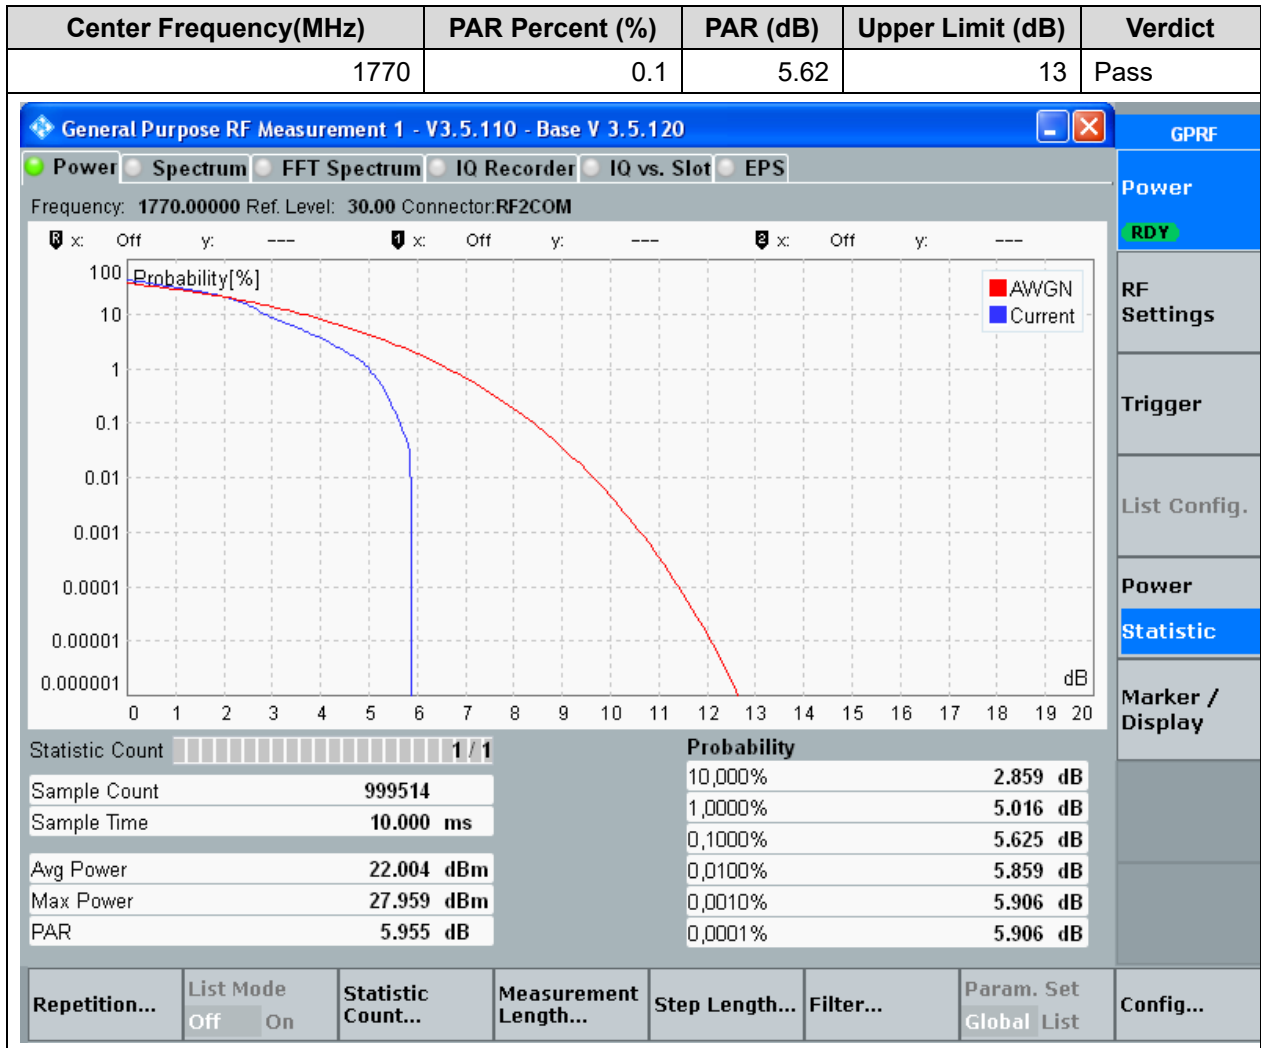 Center Frequency(MHz) PAR Percent (%) PAR (dB) Upper Limit (dB) Verdict
1770 0.1 5.62 13 Pass
General Purpose RF Measurement 1 - V3.5.110 - Base V 3.5.120
GPRF
Power Spectrum FFT Spectrum IQ Recorder IQ vs. Slot EPS
Power
RDY
Frequency: 1770.00000 Ref. Level: 30.00 Connector:RF2COM
R x: Off y: --- 1 x: Off y: --- 2 x: Off y: ---
Probability[%]
AWGN
Current
100
10
1
0.1
0.01
0.001
0.0001
0.00001
0.000001
dB
0 1 2 3 4 5 6 7 8 9 10 11 12 13 14 15 16 17 18 19 20
RF
Settings
Trigger
List Config.
Power
Statistic
Marker /
Display
Statistic Count 1 / 1
Sample Count 999514
Sample Time 10.000 ms
Avg Power 22.004 dBm
Max Power 27.959 dBm
PAR 5.955 dB
Probability
10,000% 2.859 dB
1,0000% 5.016 dB
0,1000% 5.625 dB
0,0100% 5.859 dB
0,0010% 5.906 dB
0,0001% 5.906 dB
Repetition...
List Mode
Off On
Statistic
Count...
Measurement
Length...
Step Length...
Filter...
Param. Set
Global List
Config...